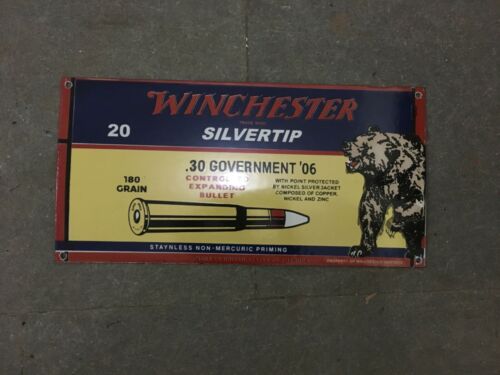 WINCHESTER
TRADE MARK
20
SILVERTIP
.30 GOVERNMENT '06
180
GRAIN
CONTROLLED
EXPANDING
BULLET
WITH POINT PROTECTED
BY NICKEL SILVER JACKET
COMPOSED OF COPPER,
NICKEL AND ZINC
STAYNLESS NON-MERCURIC PRIMING